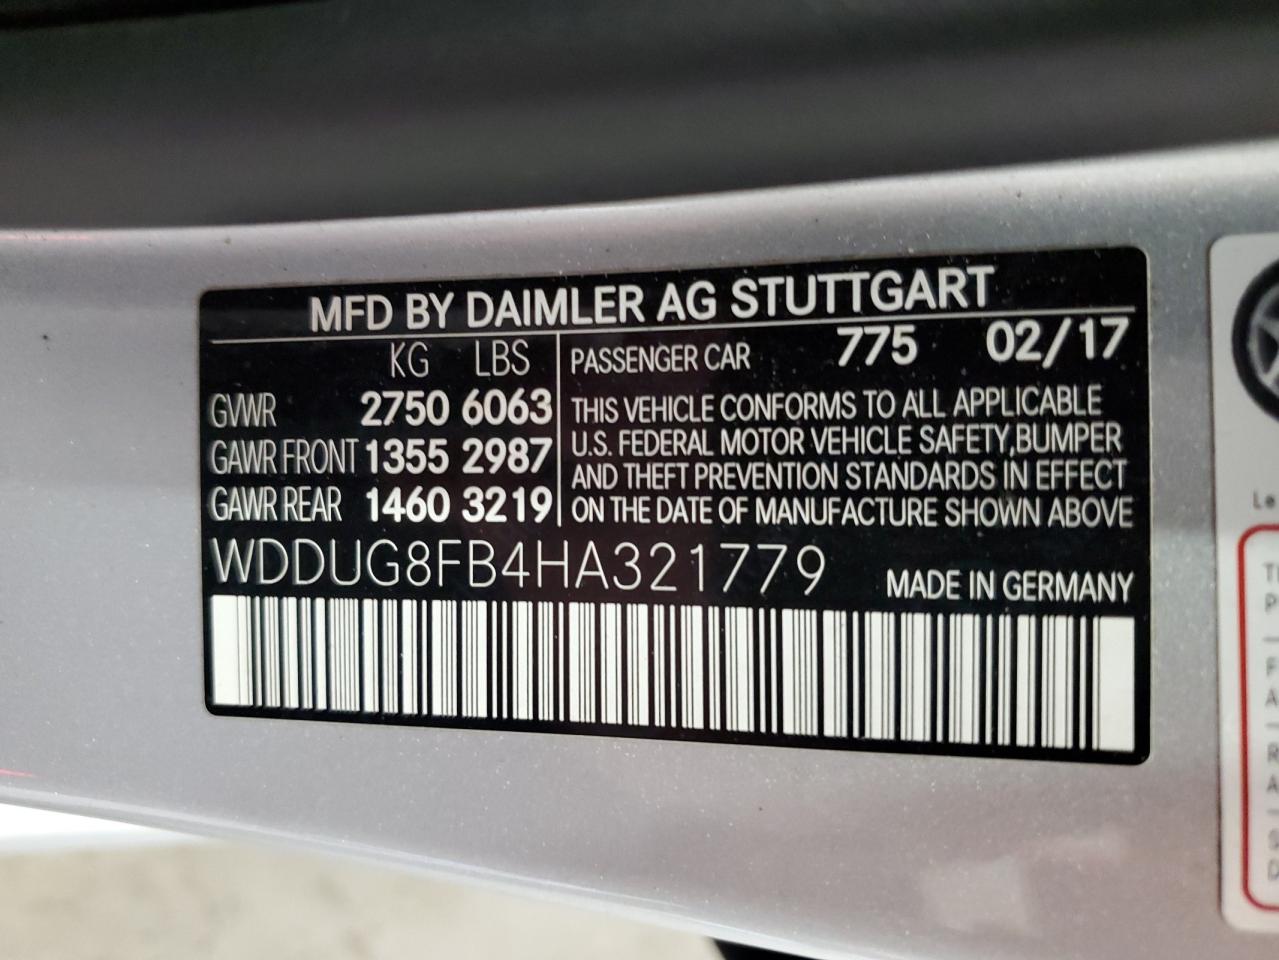 MFD BY DAIMLER AG STUTTGART
KG LBS
GVWR 2750 6063
GAWR FRONT 1355 2987
GAWR REAR 1460 3219
PASSENGER CAR 775 02/17
THIS VEHICLE CONFORMS TO ALL APPLICABLE
U.S. FEDERAL MOTOR VEHICLE SAFETY,BUMPER
AND THEFT PREVENTION STANDARDS IN EFFECT
ON THE DATE OF MANUFACTURE SHOWN ABOVE
WDDUG8FB4HA321779 MADE IN GERMANY
Le